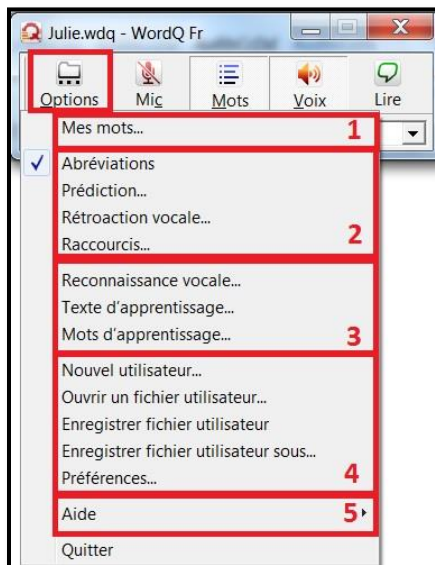 Julie.wdq - WordQ Fr
Options Mic Mots Voix Lire
Mes mots... 1
Abréviations
Prédiction...
Rétroaction vocale...
Raccourcis... 2
Reconnaissance vocale...
Texte d'apprentissage...
Mots d'apprentissage... 3
Nouvel utilisateur...
Ouvrir un fichier utilisateur...
Enregistrer fichier utilisateur
Enregistrer fichier utilisateur sous...
Préférences... 4
Aide 5
Quitter